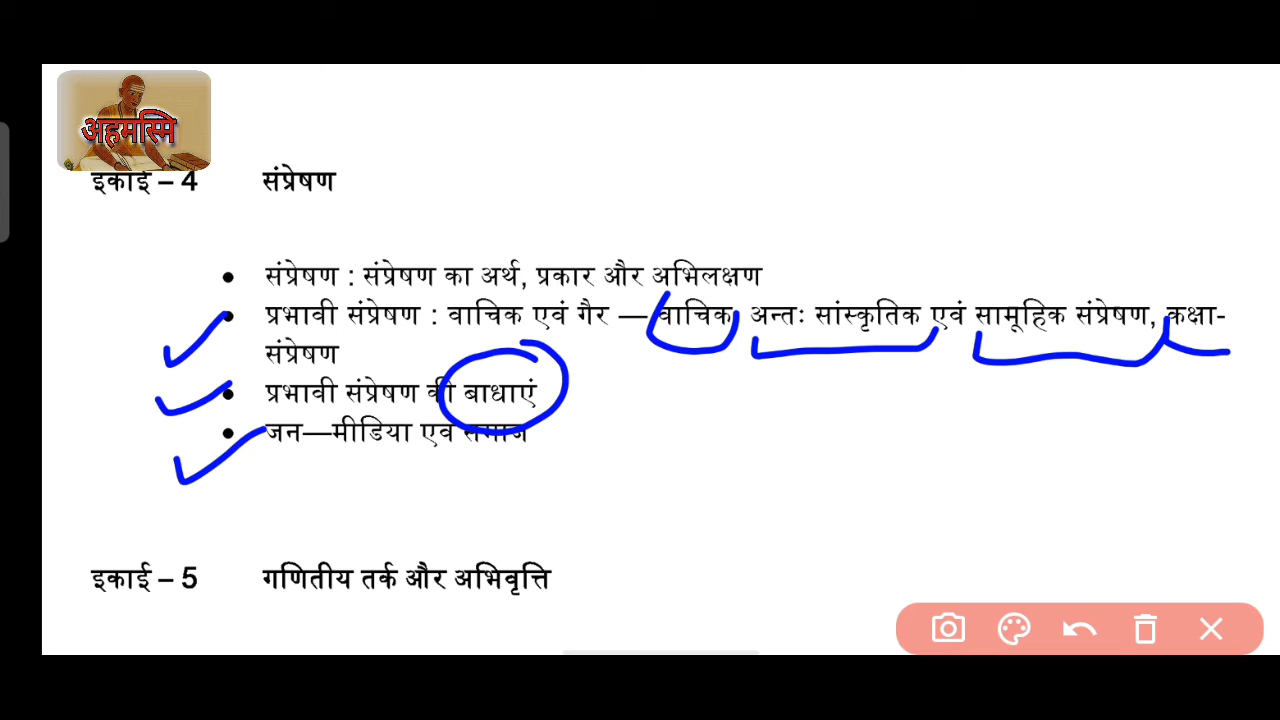 अहमस्मि
इकाई – 4 संप्रेषण
• संप्रेषण : संप्रेषण का अर्थ, प्रकार और अभिलक्षण
• प्रभावी संप्रेषण : वाचिक एवं गैर — वाचिक, अन्तः सांस्कृतिक एवं सामूहिक संप्रेषण, कक्षा-
संप्रेषण
• प्रभावी संप्रेषण की बाधाएं
• जन—मीडिया एवं समाज
इकाई – 5 गणितीय तर्क और अभिवृत्ति